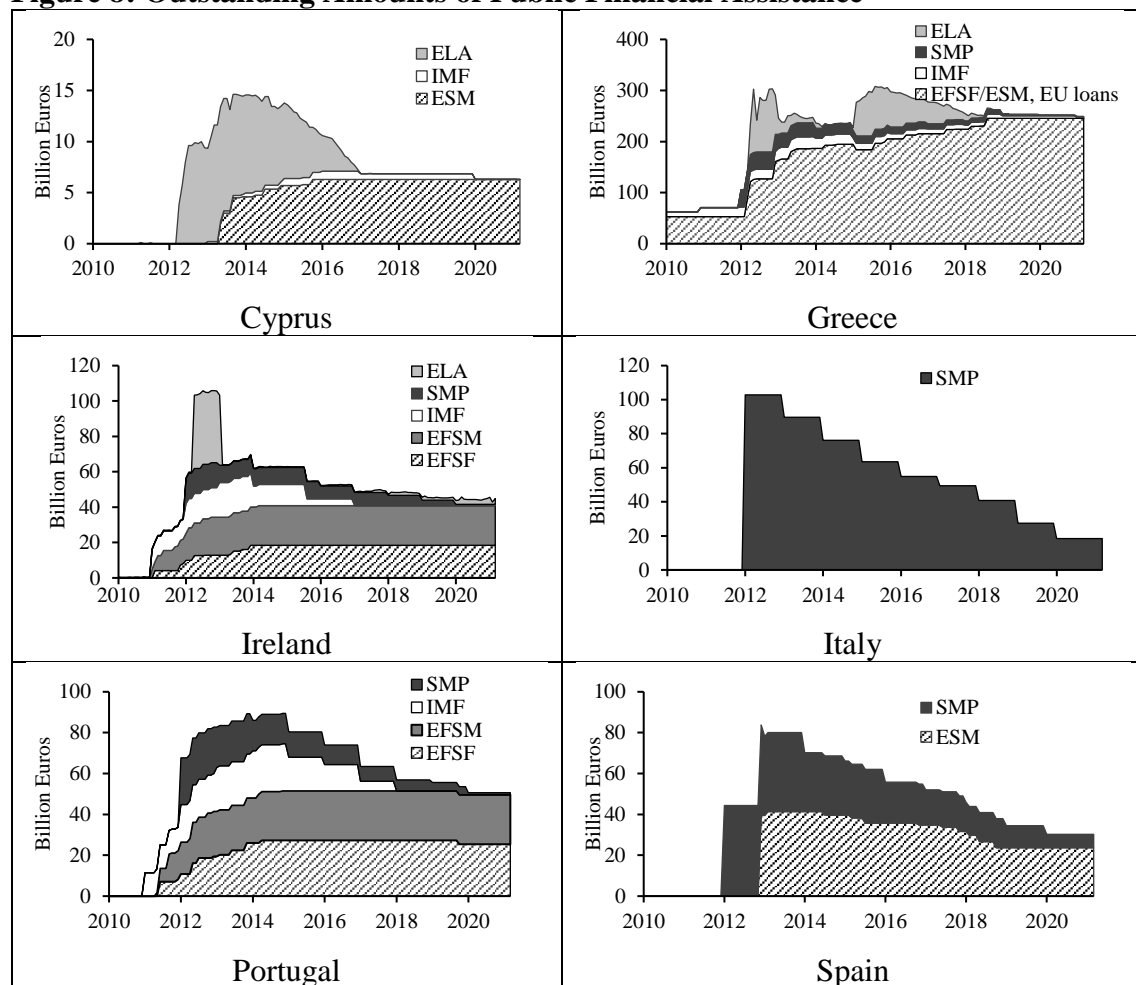 Figure Outstanding Amounts of Public Financial Assistance
20
15
10
5
0
Billion Euros
ELA
IMF
ESM
2010 2012 2014 2016 2018 2020
Cyprus
400
300
200
100
0
Billion Euros
ELA
SMP
IMF
EFSF/ESM, EU loans
2010 2012 2014 2016 2018 2020
Greece
120
100
80
60
40
20
0
Billion Euros
ELA
SMP
IMF
EFSM
EFSF
2010 2012 2014 2016 2018 2020
Ireland
120
100
80
60
40
20
0
Billion Euros
SMP
2010 2012 2014 2016 2018 2020
Italy
100
80
60
40
20
0
Billion Euros
SMP
IMF
EFSM
EFSF
2010 2012 2014 2016 2018 2020
Portugal
100
80
60
40
20
0
Billion Euros
SMP
ESM
2010 2012 2014 2016 2018 2020
Spain